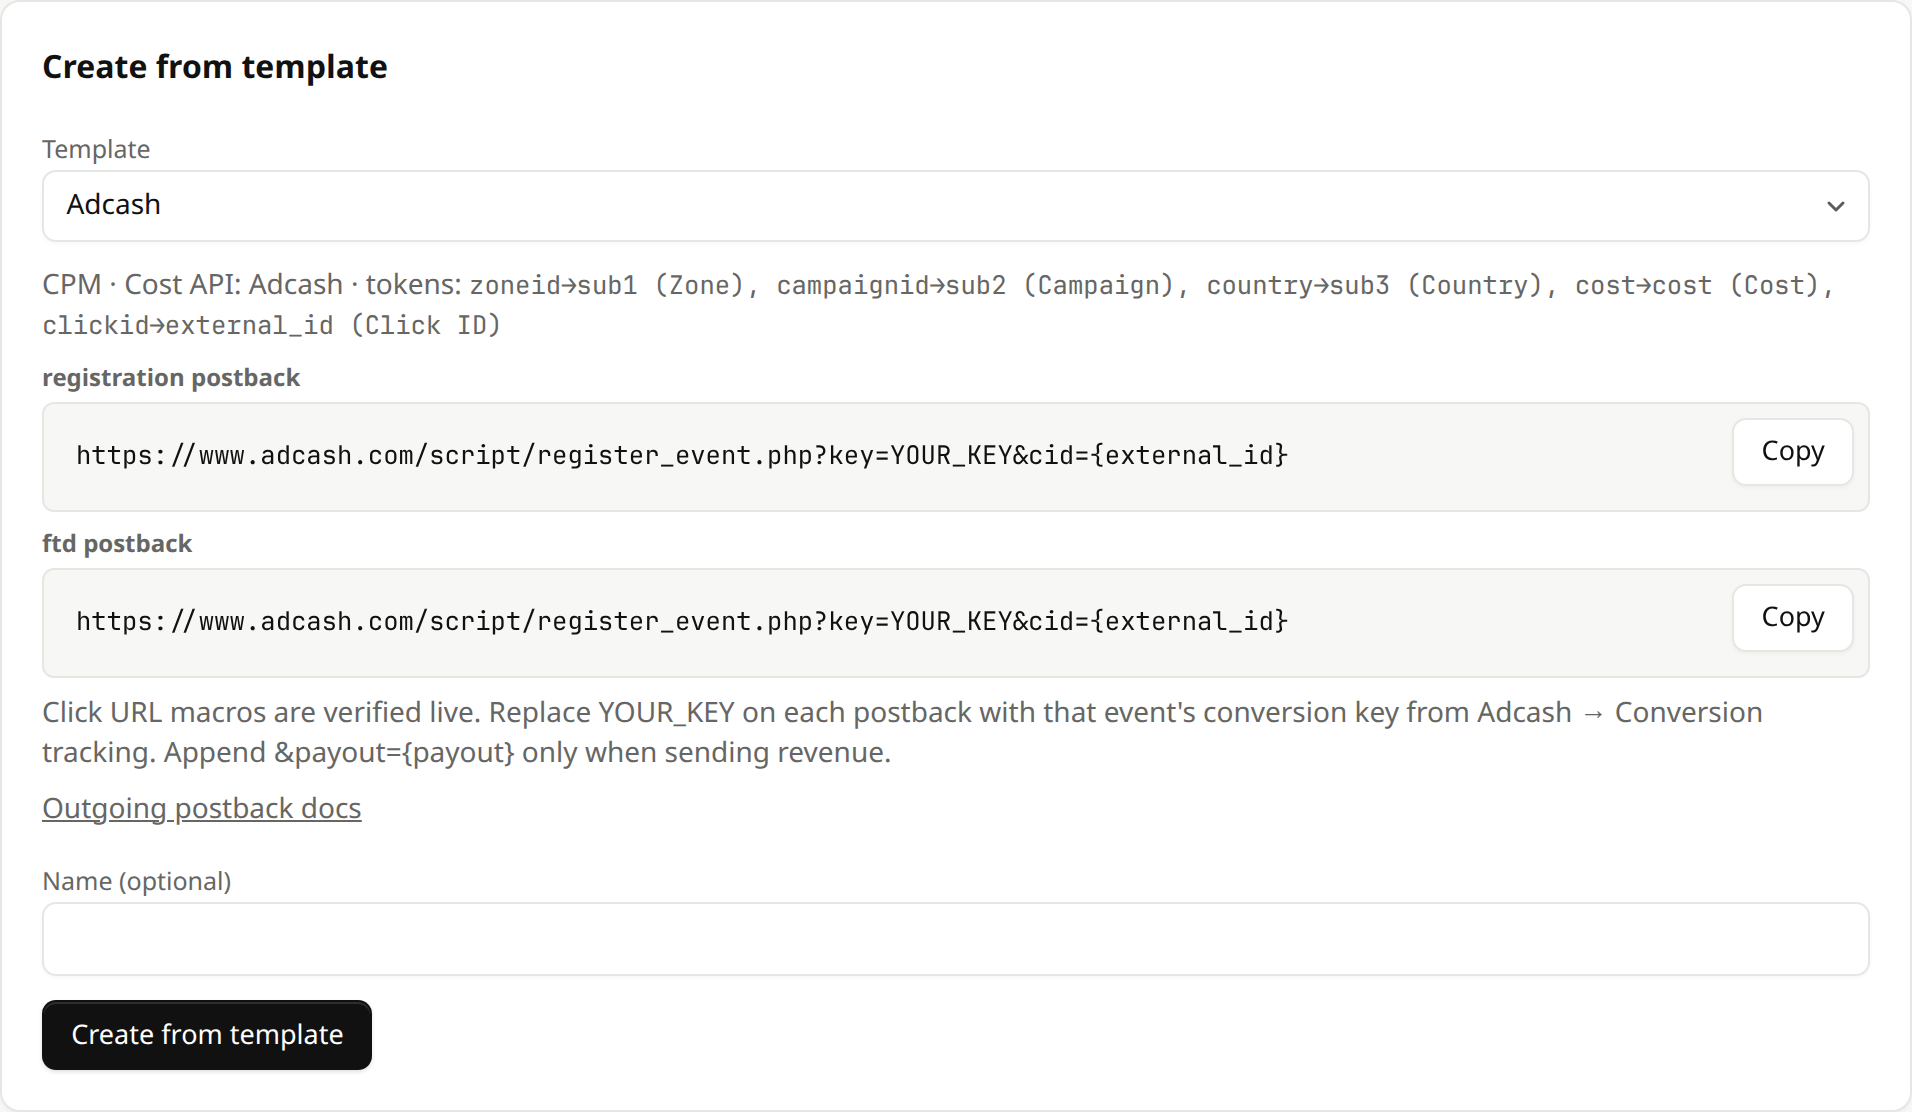 Create from template
Template
Adcash
CPM · Cost API: Adcash · tokens: zoneid→sub1 (Zone), campaignid→sub2 (Campaign), country→sub3 (Country), cost→cost (Cost),
clickid→external_id (Click ID)
registration postback
https://www.adcash.com/script/register_event.php?key=YOUR_KEY&cid={external_id}
Copy
ftd postback
https://www.adcash.com/script/register_event.php?key=YOUR_KEY&cid={external_id}
Copy
Click URL macros are verified live. Replace YOUR_KEY on each postback with that event's conversion key from Adcash → Conversion
tracking. Append &payout={payout} only when sending revenue.
Outgoing postback docs
Name (optional)
Create from template